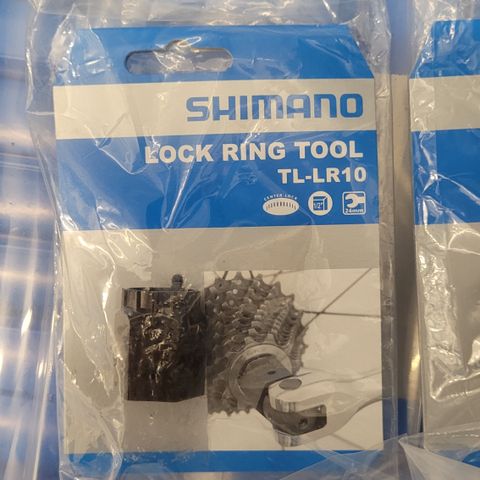 SHIMANO
LOCK RING TOOL
TL-LR10
CENTER LOCK
1/2"
24mm